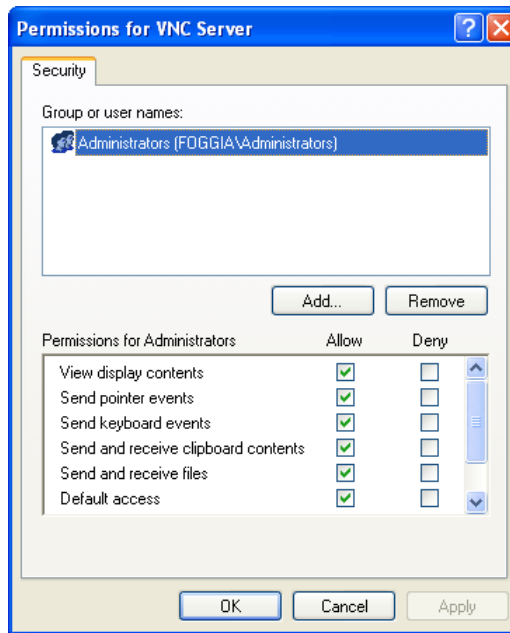 Permissions for VNC Server
Security
Group or user names:
Administrators (FOGGIA\Administrators)
Add... Remove
Permissions for Administrators Allow Deny
View display contents
Send pointer events
Send keyboard events
Send and receive clipboard contents
Send and receive files
Default access
OK Cancel Apply